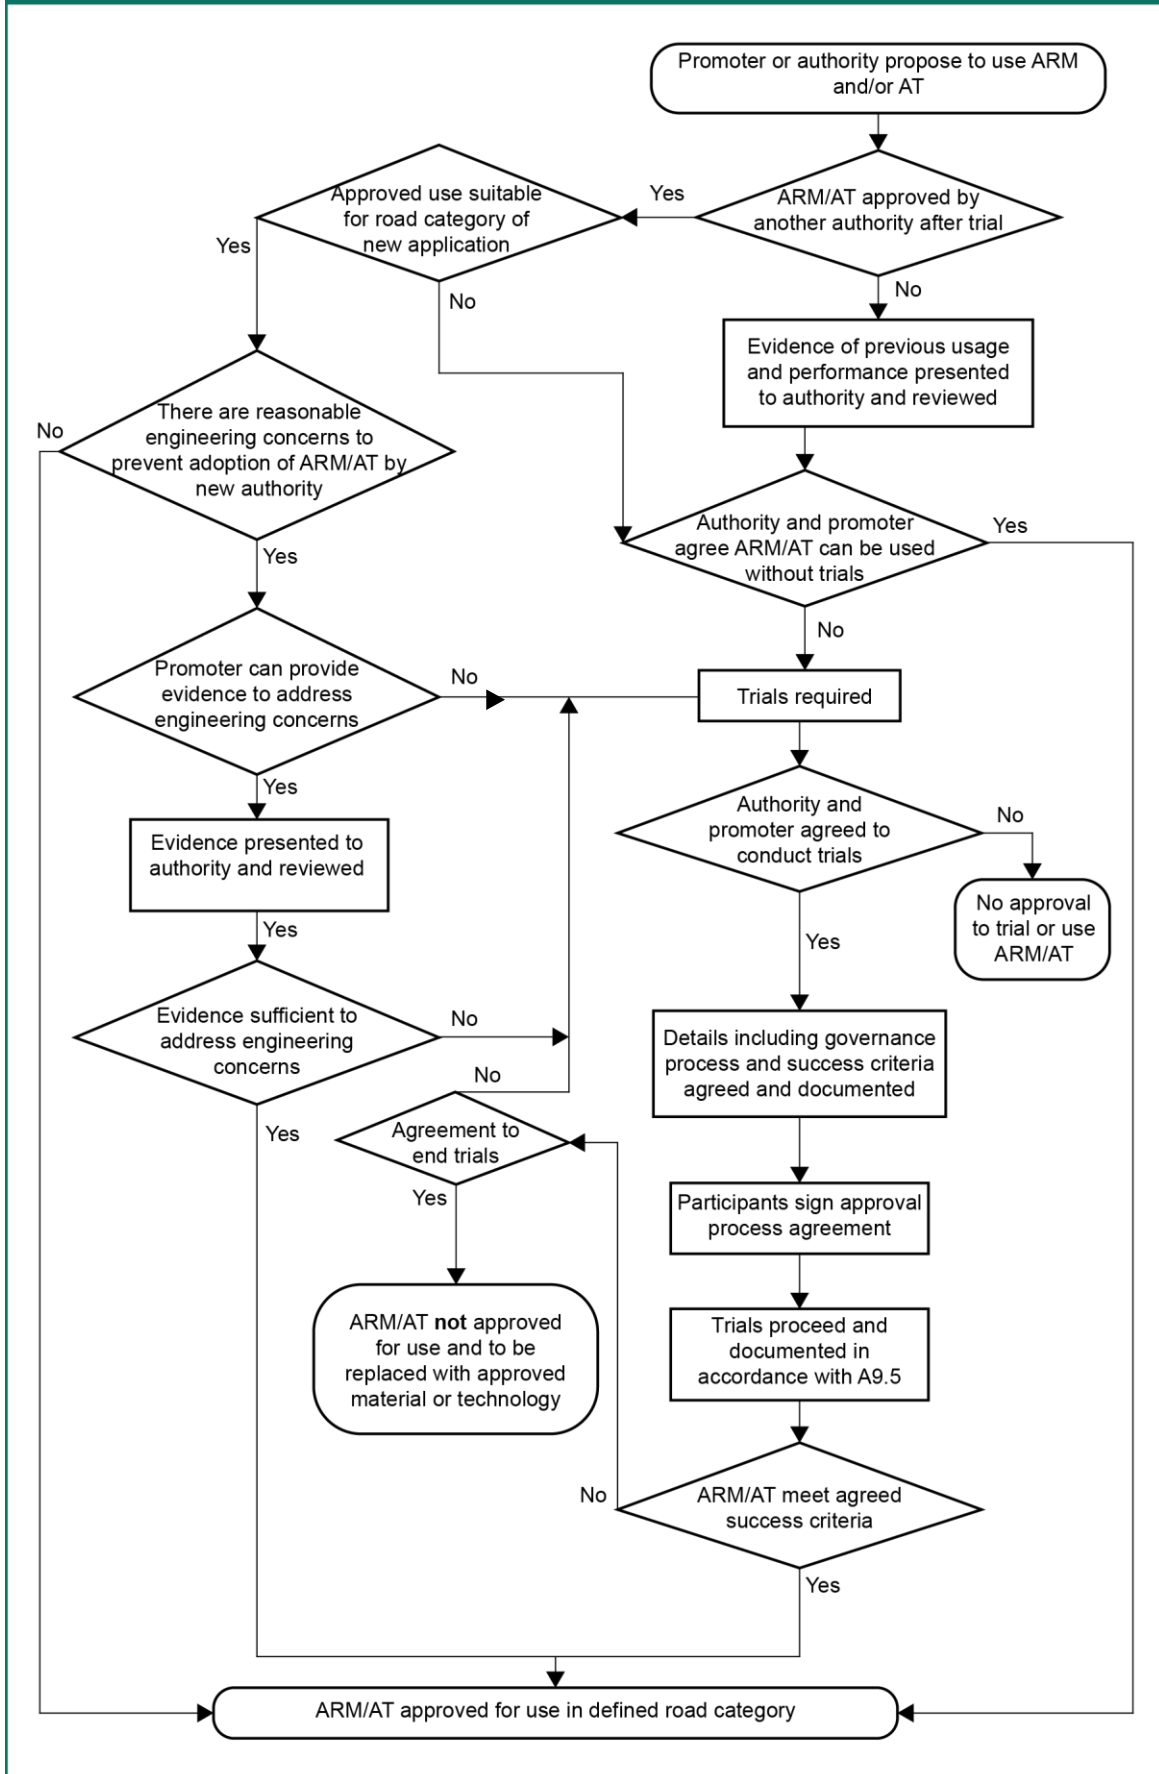 Promoter or authority propose to use ARM
and/or AT
ARM/AT approved by
another authority after trial
Yes
Approved use suitable
for road category of
new application
Yes
No
No
Evidence of previous usage
and performance presented
to authority and reviewed
There are reasonable
engineering concerns to
prevent adoption of ARM/AT by
new authority
No
Yes
Authority and promoter
agree ARM/AT can be used
without trials
Yes
No
Promoter can provide
evidence to address
engineering concerns
No
Yes
Trials required
Authority and
promoter agreed to
conduct trials
No
Yes
No approval
to trial or use
ARM/AT
Evidence presented to
authority and reviewed
Yes
Evidence sufficient to
address engineering
concerns
No
Yes
Details including governance
process and success criteria
agreed and documented
No
Agreement to
end trials
Yes
Participants sign approval
process agreement
ARM/AT not approved
for use and to be
replaced with approved
material or technology
Trials proceed and
documented in
accordance with A9.5
ARM/AT meet agreed
success criteria
No
Yes
ARM/AT approved for use in defined road category